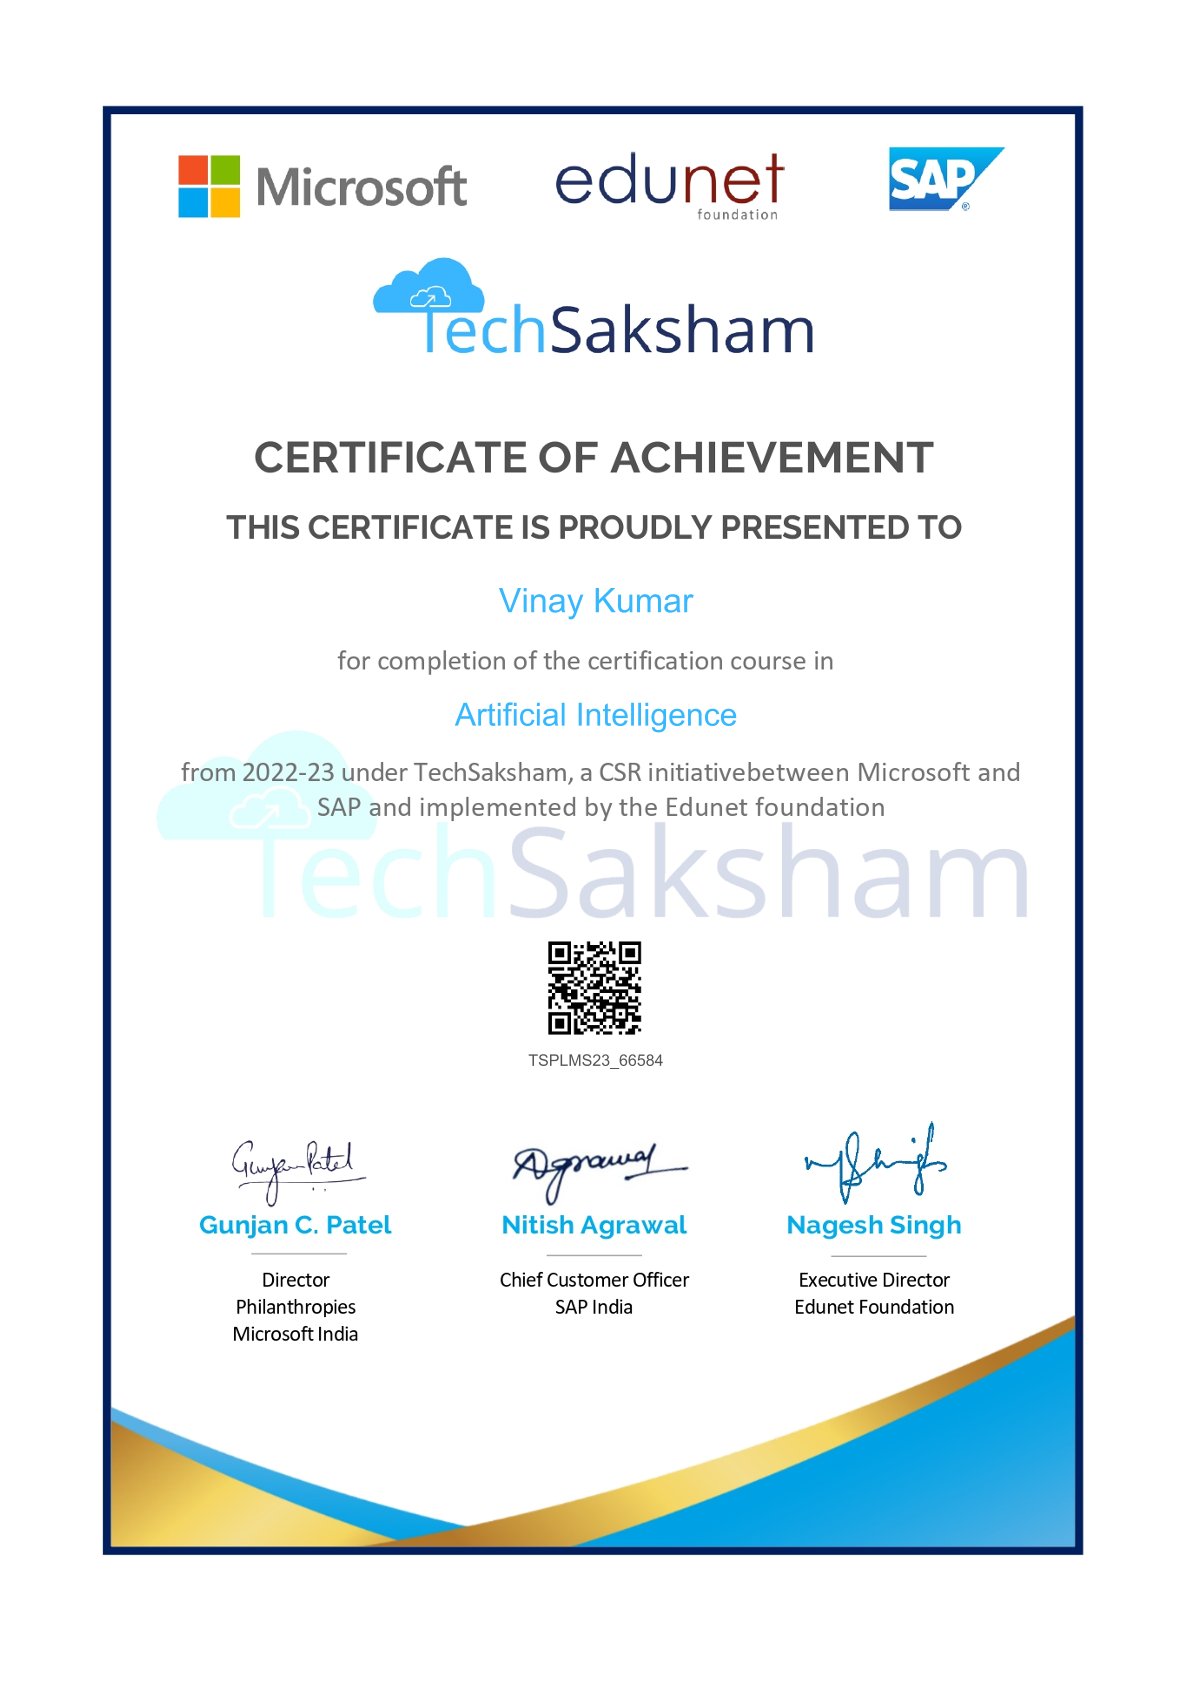 Microsoft
edunet
foundation
SAP
®
TechSaksham
CERTIFICATE OF ACHIEVEMENT
THIS CERTIFICATE IS PROUDLY PRESENTED TO
Vinay Kumar
for completion of the certification course in
Artificial Intelligence
from 2022-23 under TechSaksham, a CSR initiativebetween Microsoft and
SAP and implemented by the Edunet foundation
TechSaksham
TSPLMS23_66584
Gunjan Patel
Agrawal
Gunjan C. Patel
Nitish Agrawal
Nagesh Singh
Director
Philanthropies
Microsoft India
Chief Customer Officer
SAP India
Executive Director
Edunet Foundation